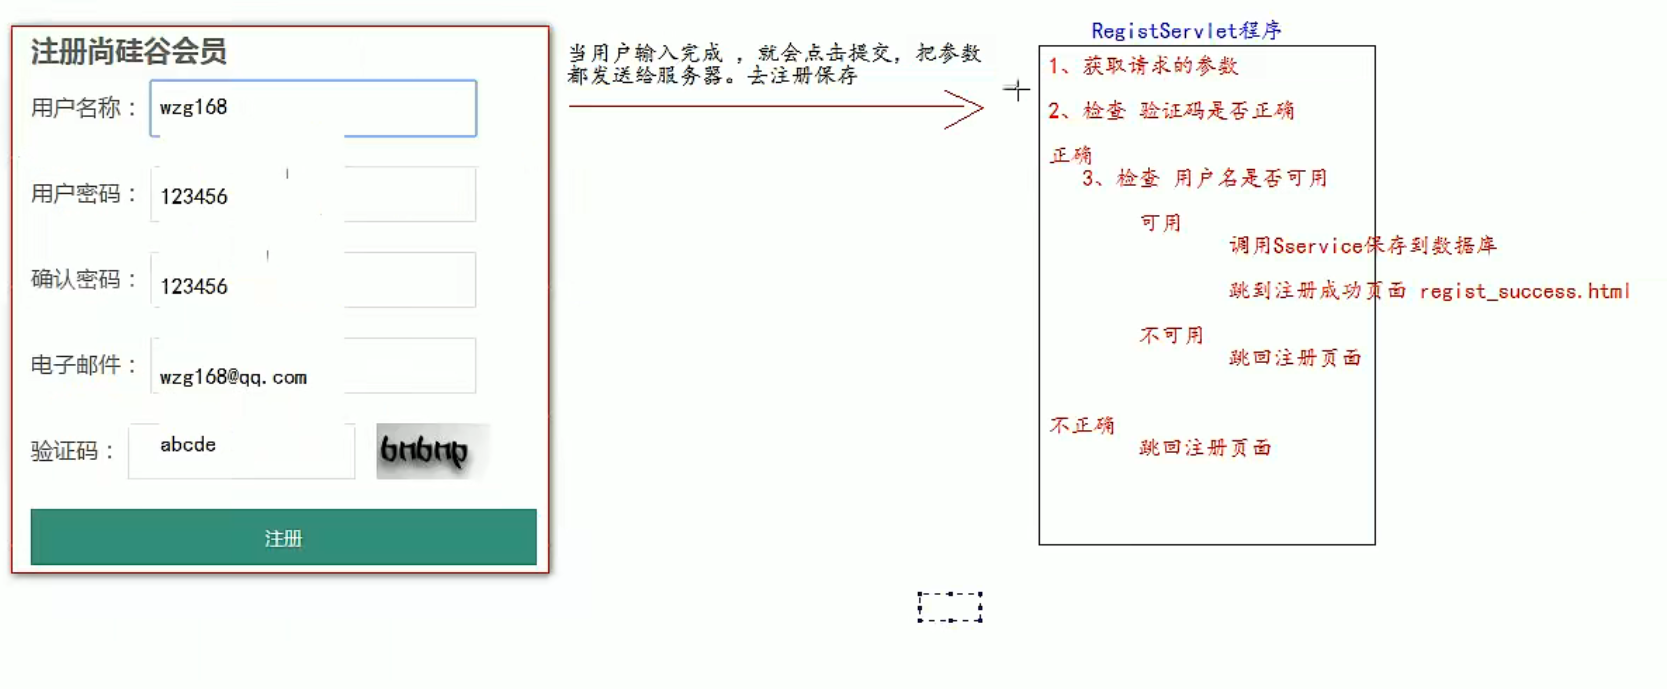 注册尚硅谷会员
用户名称： wzg168
用户密码： 123456
确认密码： 123456
电子邮件： wzg168@qq.com
验证码： abcde 6n6np
注册
当用户输入完成 ，就会点击提交，把参数
都发送给服务器。去注册保存
RegistServlet程序
1、获取请求的参数
2、检查 验证码是否正确
正确
3、检查 用户名是否可用
可用
调用Sservice保存到数据库
跳到注册成功页面 regist_success.html
不可用
跳回注册页面
不正确
跳回注册页面